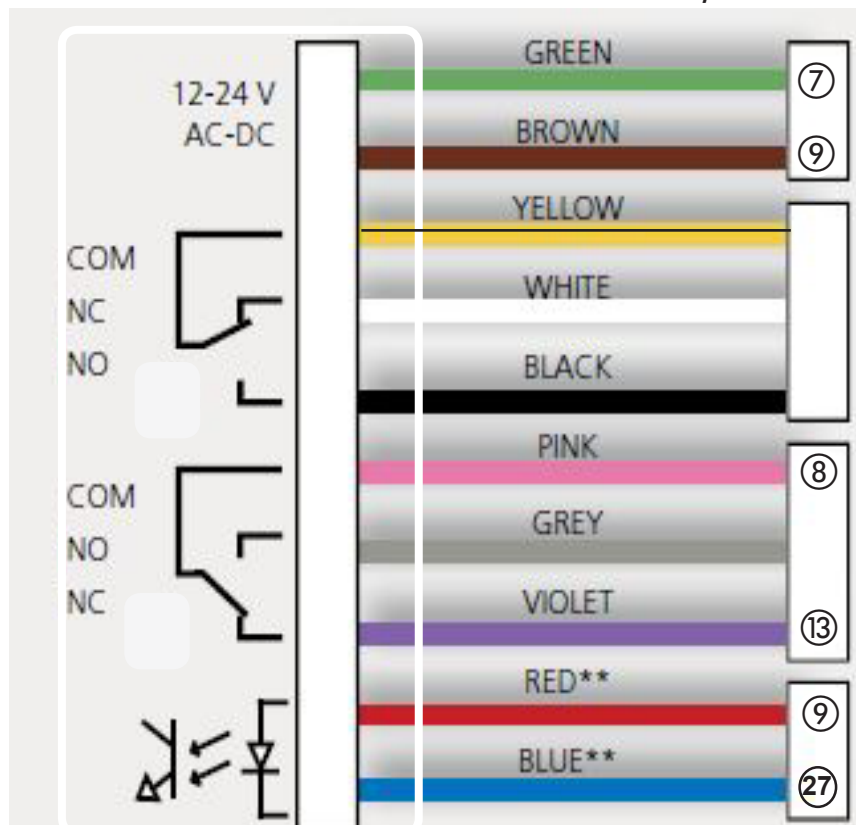 GREEN
⑦
12-24 V
AC-DC
BROWN
⑨
YELLOW
COM
NC
WHITE
NO
BLACK
PINK
⑧
COM
GREY
NO
NC
VIOLET
⑬
RED**
⑨
BLUE**
㉗